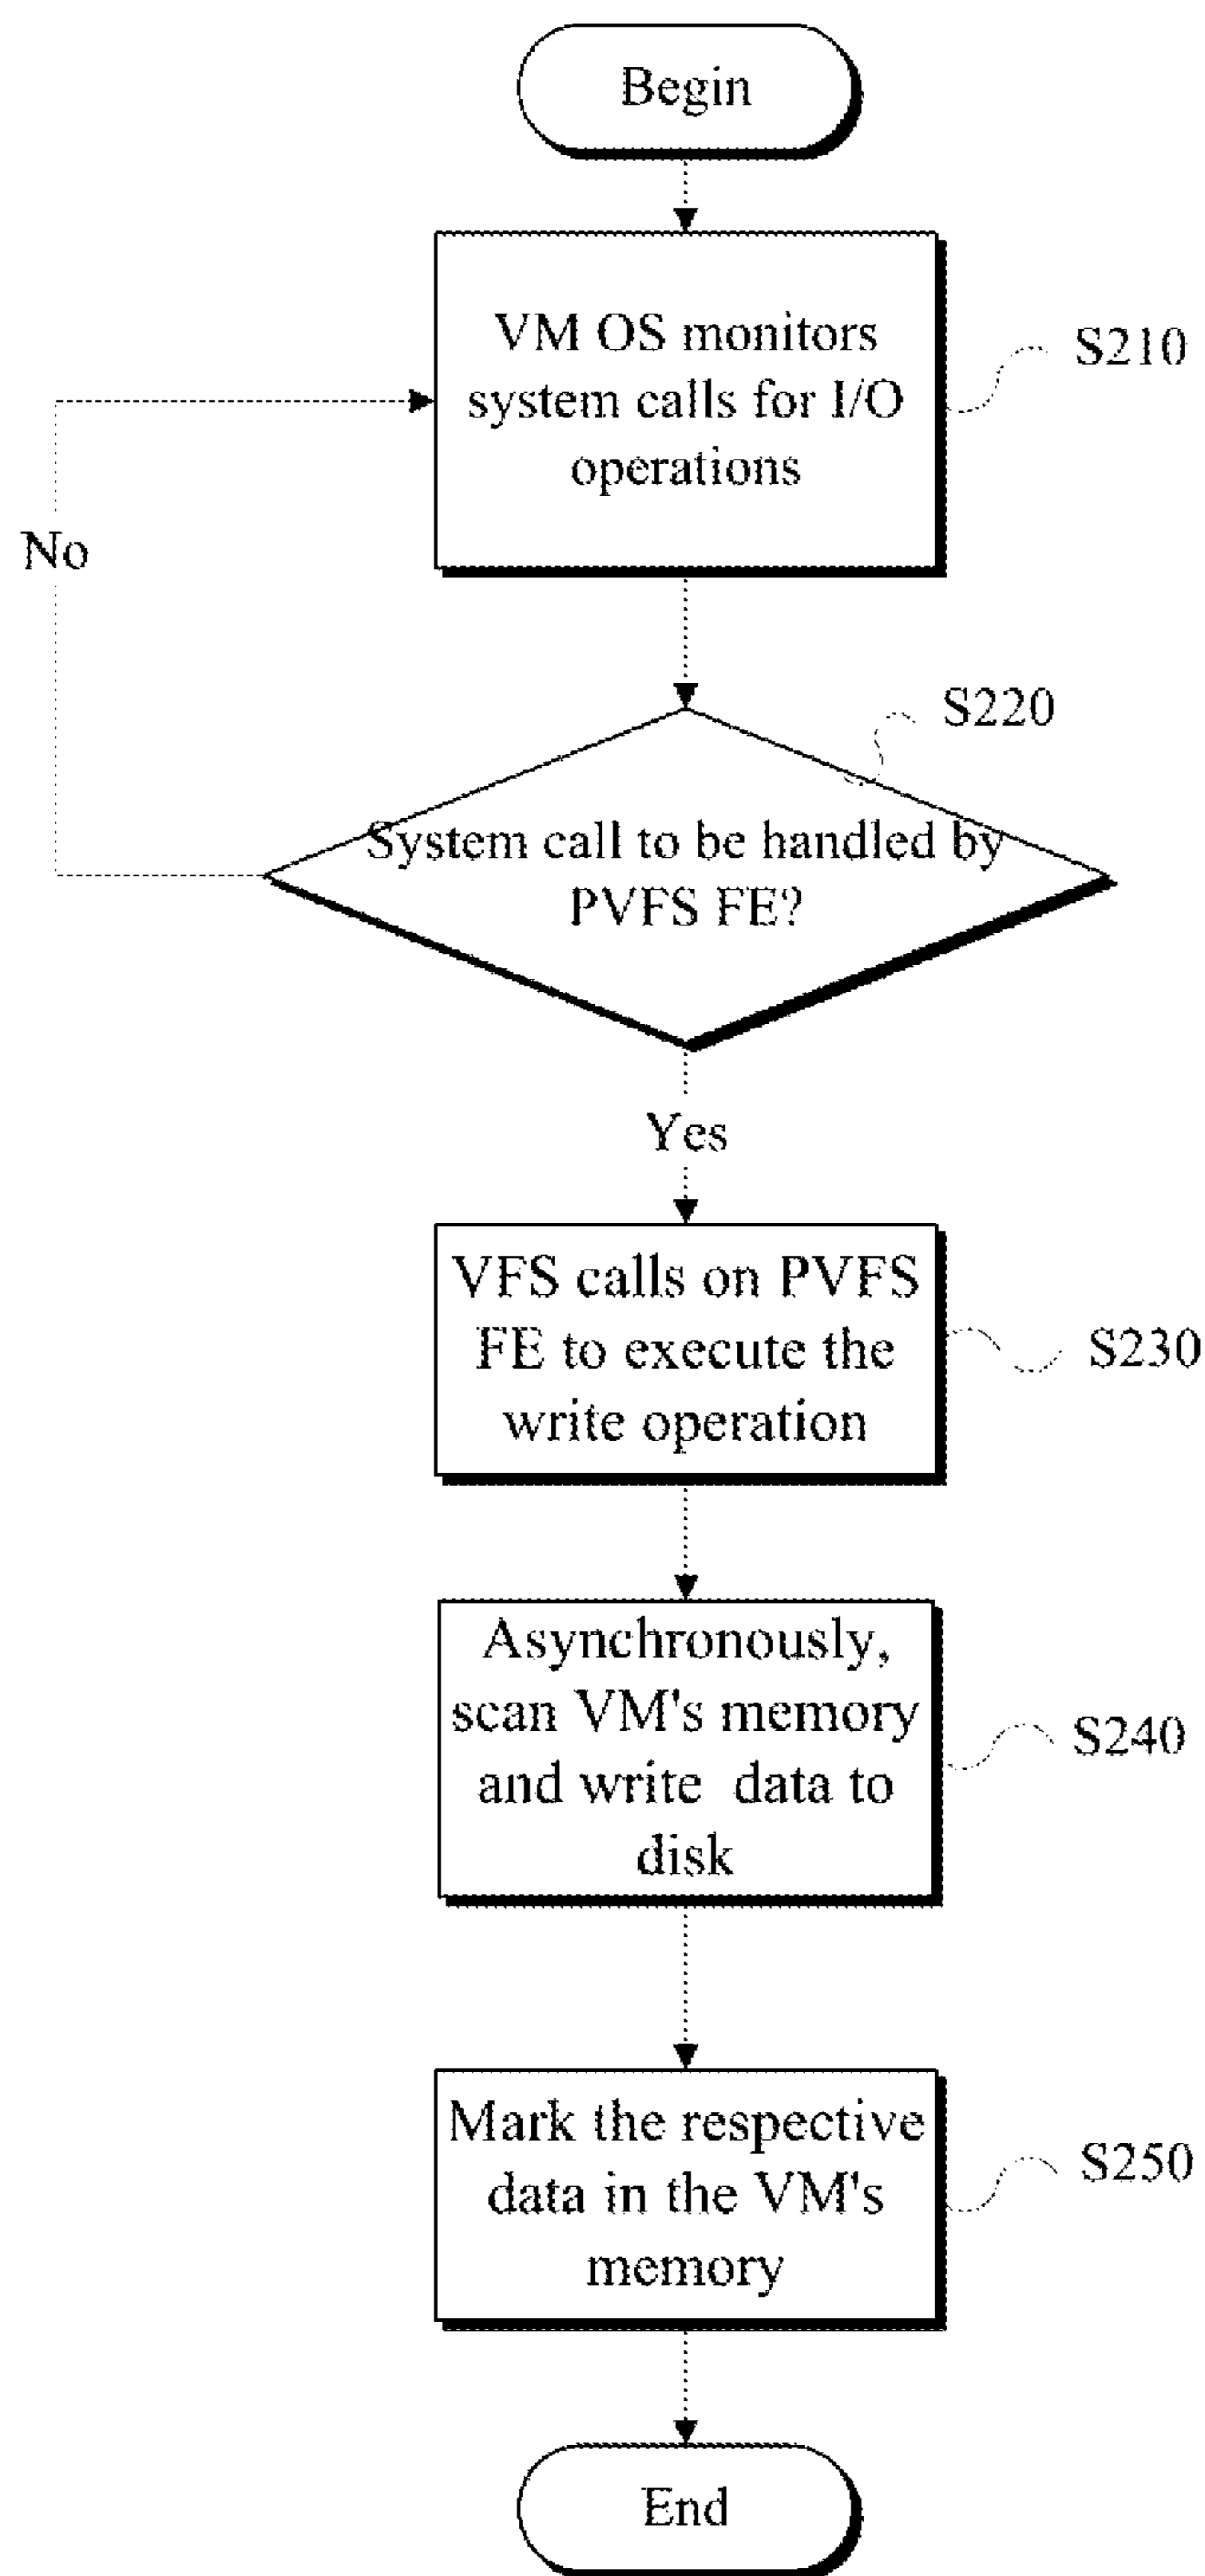 Begin
VM OS monitors
system calls for I/O
operations
S210
No
S220
System call to be handled by
PVFS FE?
Yes
VFS calls on PVFS
FE to execute the
write operation
S230
Asynchronously,
scan VM's memory
and write data to
disk
S240
Mark the respective
data in the VM's
memory
S250
End